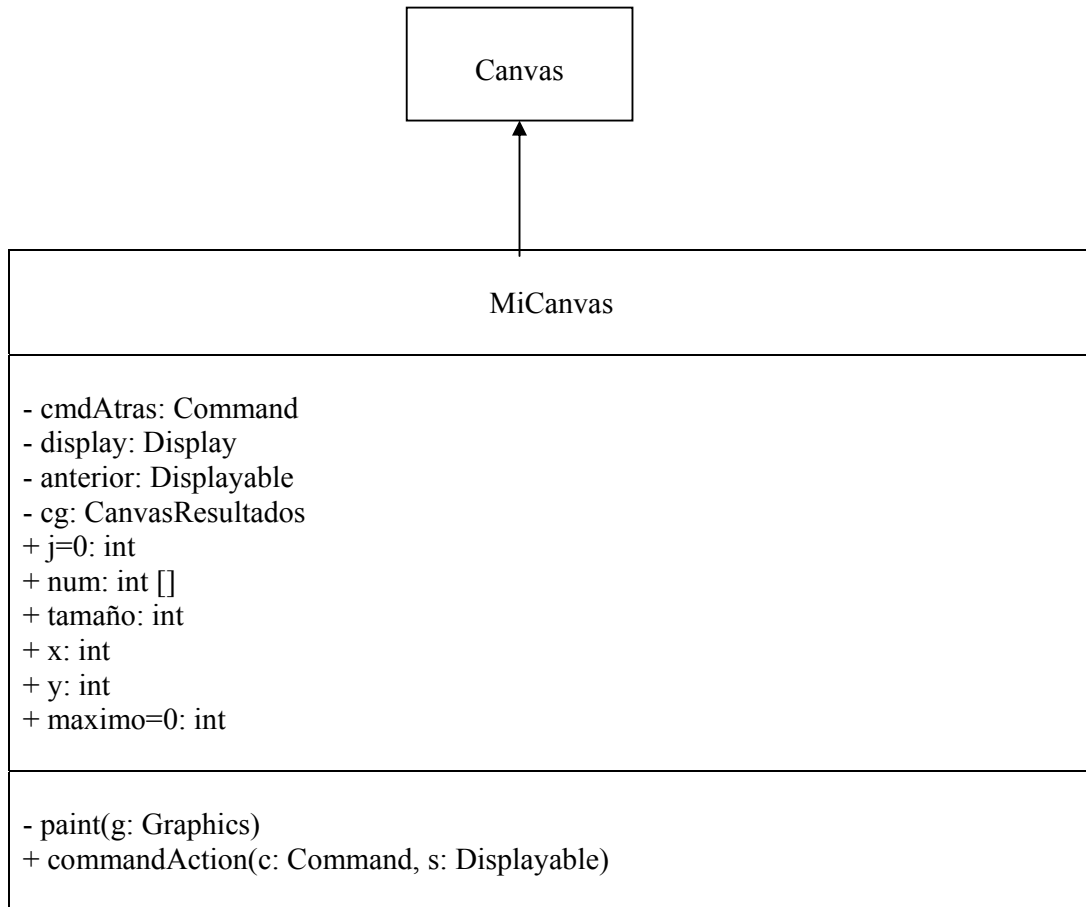 Canvas
MiCanvas
- cmdAtras: Command
- display: Display
- anterior: Displayable
- cg: CanvasResultados
+ j=0: int
+ num: int []
+ tamaño: int
+ x: int
+ y: int
+ maximo=0: int
- paint(g: Graphics)
+ commandAction(c: Command, s: Displayable)